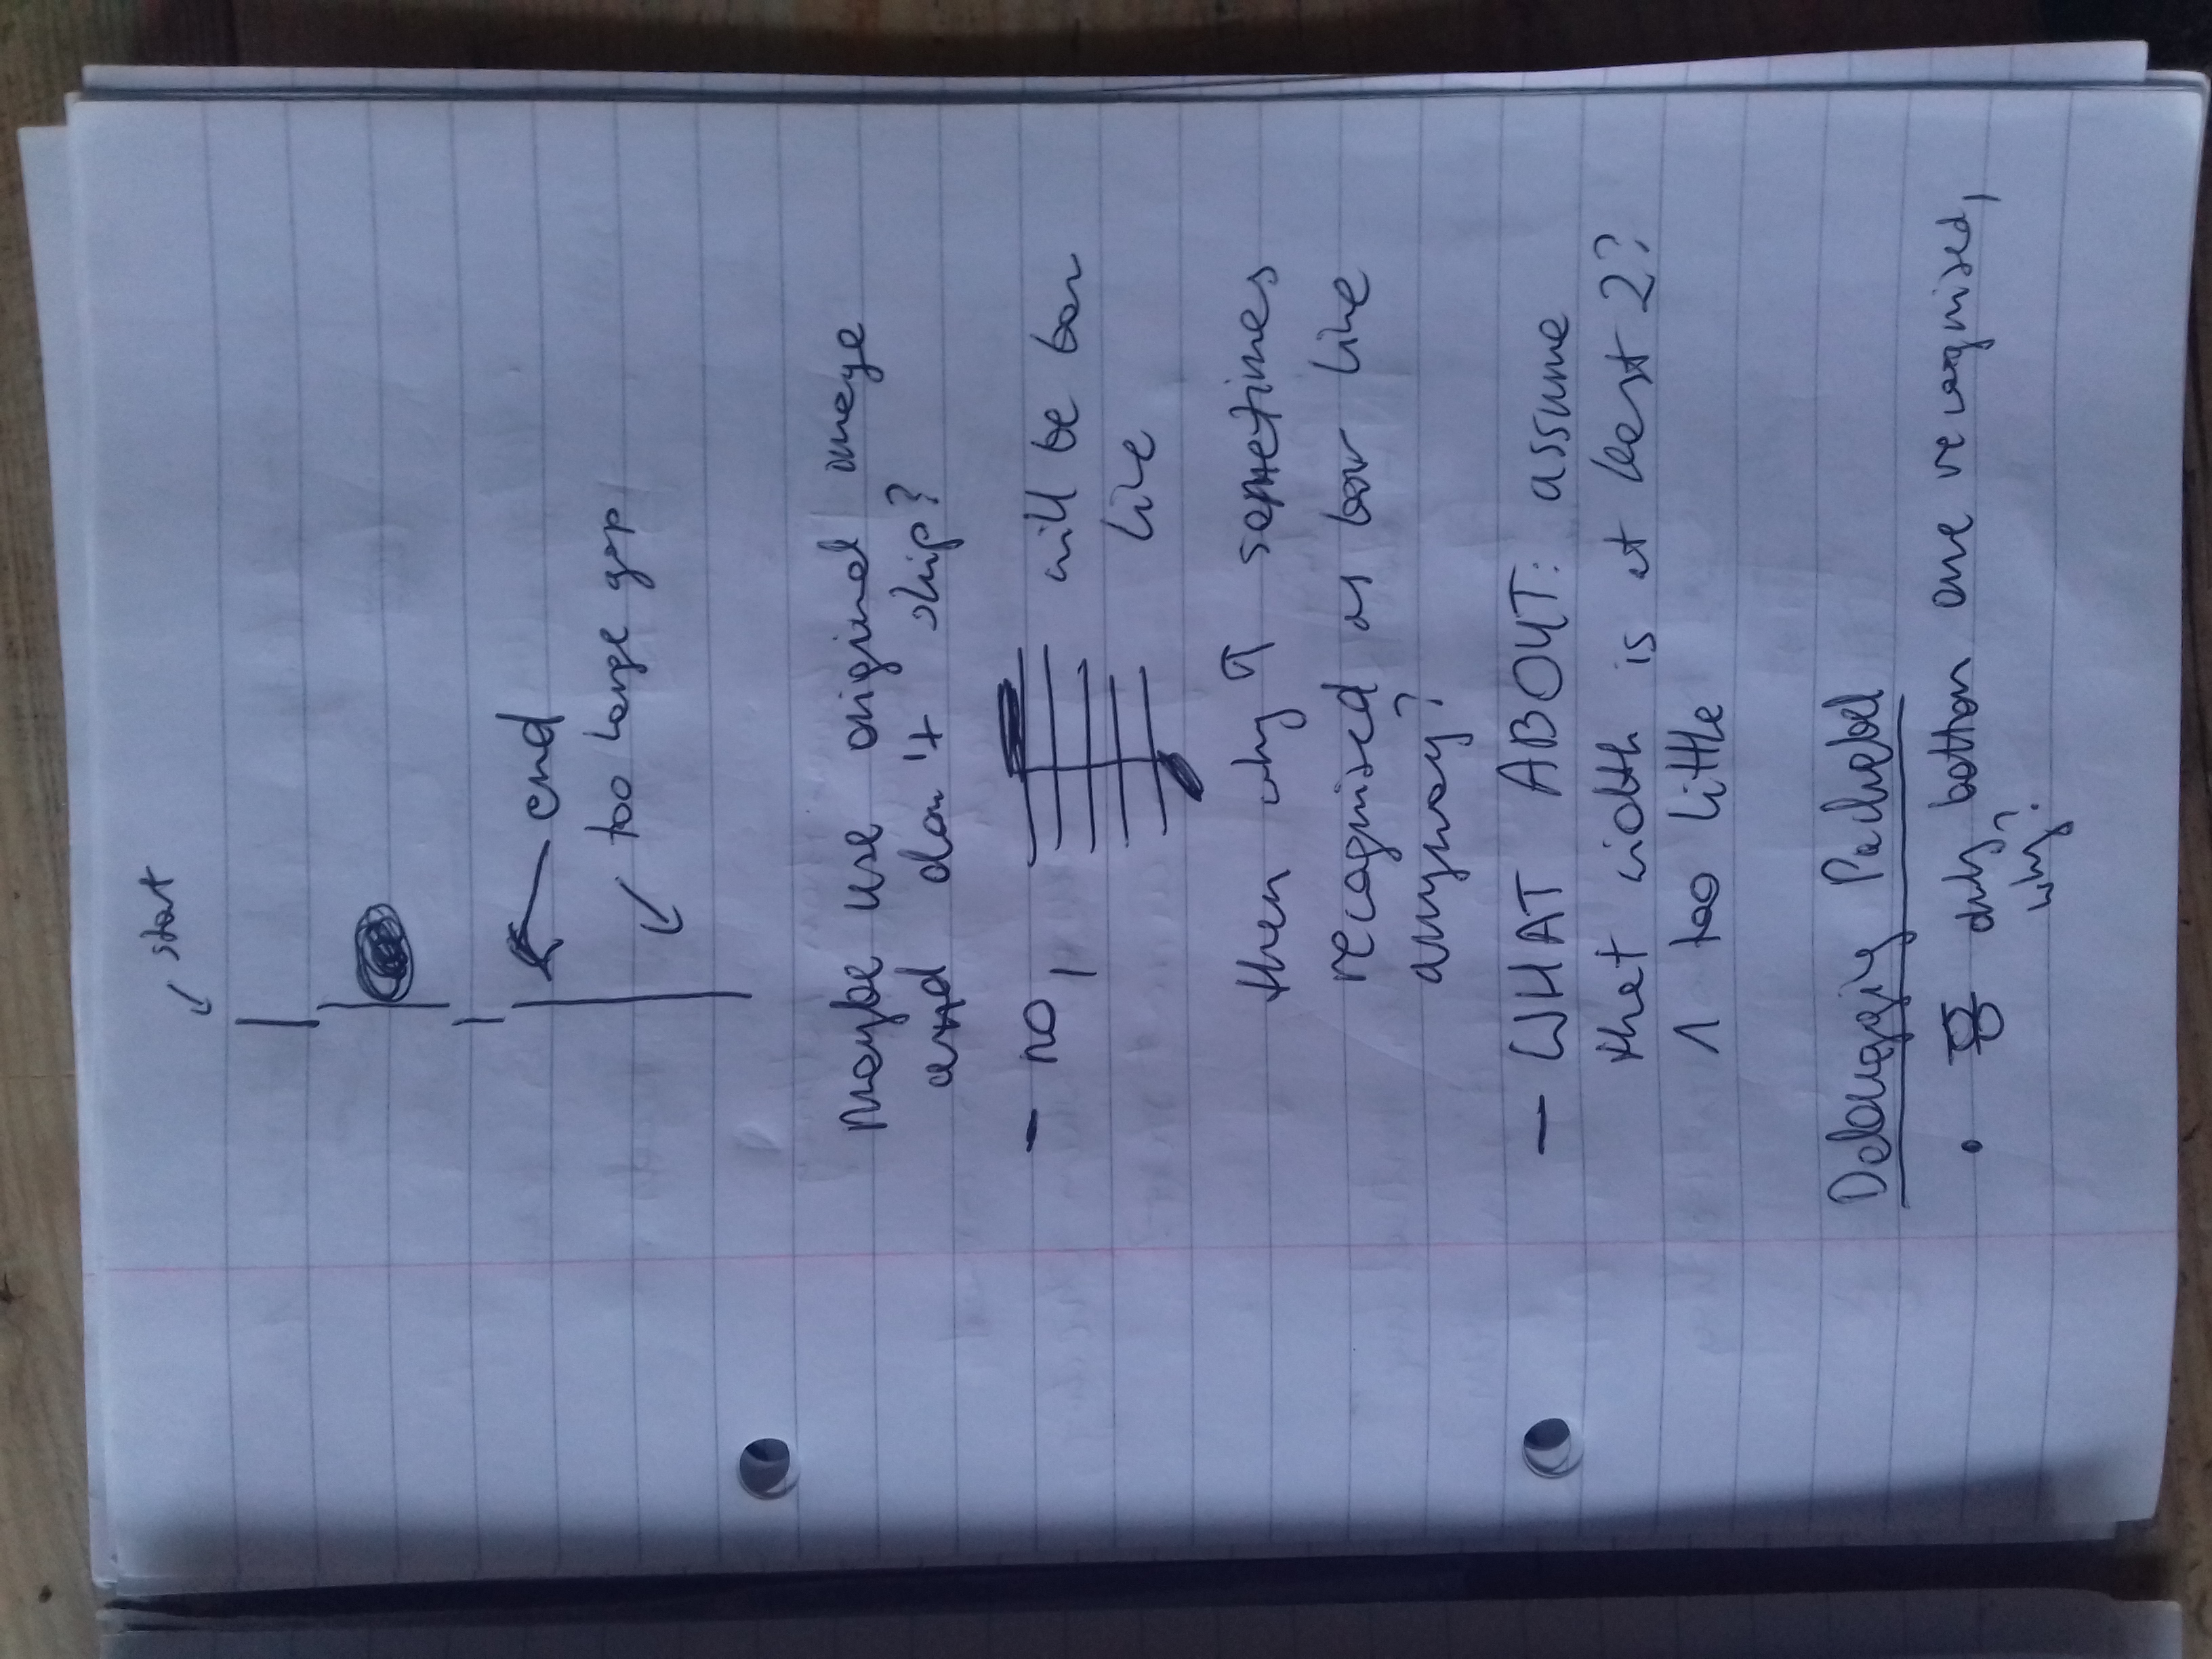 start
end
too large gap
Maybe use original image
and don't skip?
- no, will be bar
line
then why ↑ sometimes
recognised as bar line
anyway?
- WHAT ABOUT: assume
that width is at least 2?
1 too little
Debugging Pachelbel
• only bottom one recognised,
why?